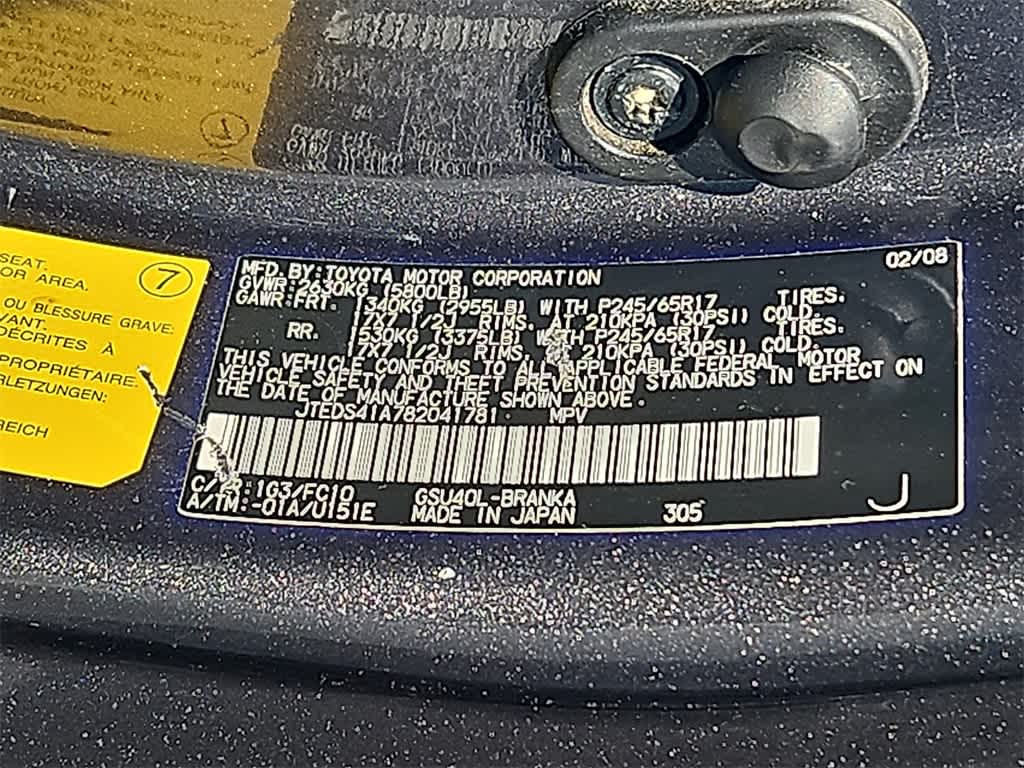 SEAT.
OR AREA.
7
OU BLESSURE GRAVE.
VANT.
DÉCRITES À
PROPRIÉTAIRE.
RLETZUNGEN:
REICH
MFD. BY: TOYOTA MOTOR CORPORATION 02/08
GVWR: 2630KG (5800LB)
GAWR: FRT. 1340KG (2955LB) WITH P245/65R17 TIRES.
17X7 1/2J RIMS, AT 210KPA (30PSI) COLD.
RR. 1530KG (3375LB) WITH P245/65R17 TIRES.
17X7 1/2J RIMS, AT 210KPA (30PSI) COLD.
THIS VEHICLE CONFORMS TO ALL APPLICABLE FEDERAL MOTOR
VEHICLE SAFETY AND THEFT PREVENTION STANDARDS IN EFFECT ON
THE DATE OF MANUFACTURE SHOWN ABOVE.
JTEDS41A782041781 MPV
C/TR: 1G3/FC10 GSU40L-BRANKA
A/TM: -01A/U151E MADE IN JAPAN 305 J